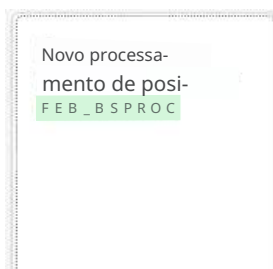 Novo processa-
mento de posi-
FEB_BSPROC